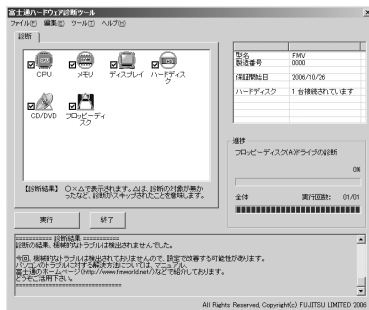 富士通ハードウェア診断ツール
ファイル(F) 編集(E) ツール(T) ヘルプ(H)
診断
CPU
メモリ
ディスプレイ
ハードディスク
CD/DVD
フロッピーディスク
【診断結果】 ○×△で表示されます。△は、診断の対象が無かったなど、診断がスキップされたことを意味します。
型名 FMV
製造番号 0000
保証開始日 2006/10/26
ハードディスク 1 台接続されています
進捗
フロッピーディスク(A)ドライブの診断
0%
全体 実行回数: 01/01
実行 終了
=========== 診断結果 ===========
診断の結果、機械的なトラブルは検出されませんでした。
今回、機械的なトラブルは検出されておりませんので、設定で改善する可能性があります。
パソコンのトラブルに対する解決方法については、マニュアル、
富士通のホームページ(http://www.fmworld.net/)などで紹介しております。
どうぞご活用下さい。
All Rights Reserved, Copyright(c) FUJITSU LIMITED 2006